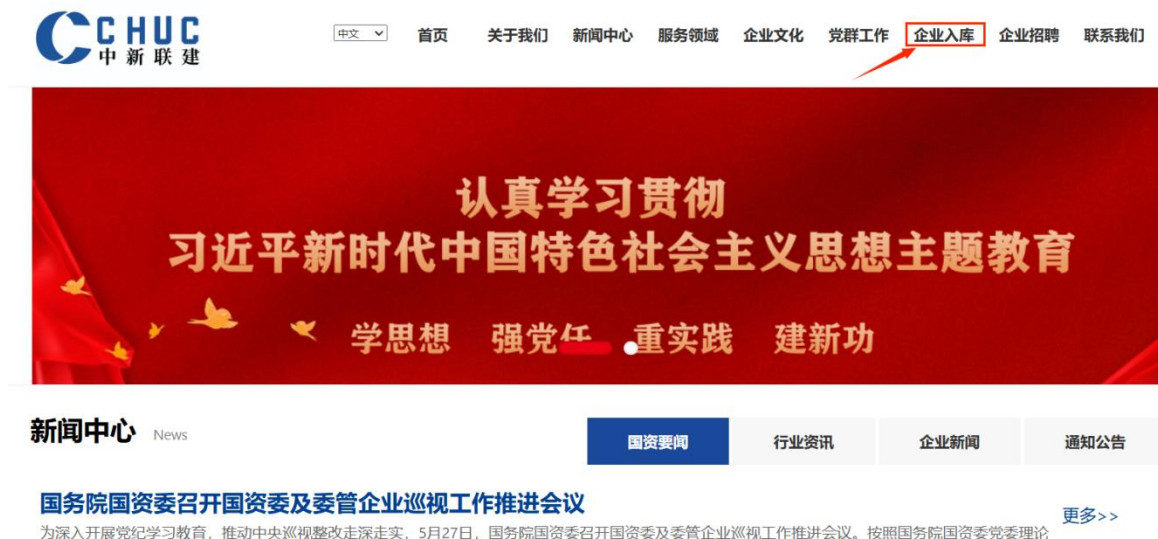 CHUC
中新联建
中文 首页 关于我们 新闻中心 服务领域 企业文化 党群工作 企业入库 企业招聘 联系我们
认真学习贯彻
习近平新时代中国特色社会主义思想主题教育
学思想 强党任 重实践 建新功
新闻中心 News 国资要闻 行业资讯 企业新闻 通知公告
国务院国资委召开国资委及委管企业巡视工作推进会议
更多>>
为深入开展党纪学习教育，推动中央巡视整改走深走实，5月27日，国务院国资委召开国资委及委管企业巡视工作推进会议。按照国务院国资委党委理论